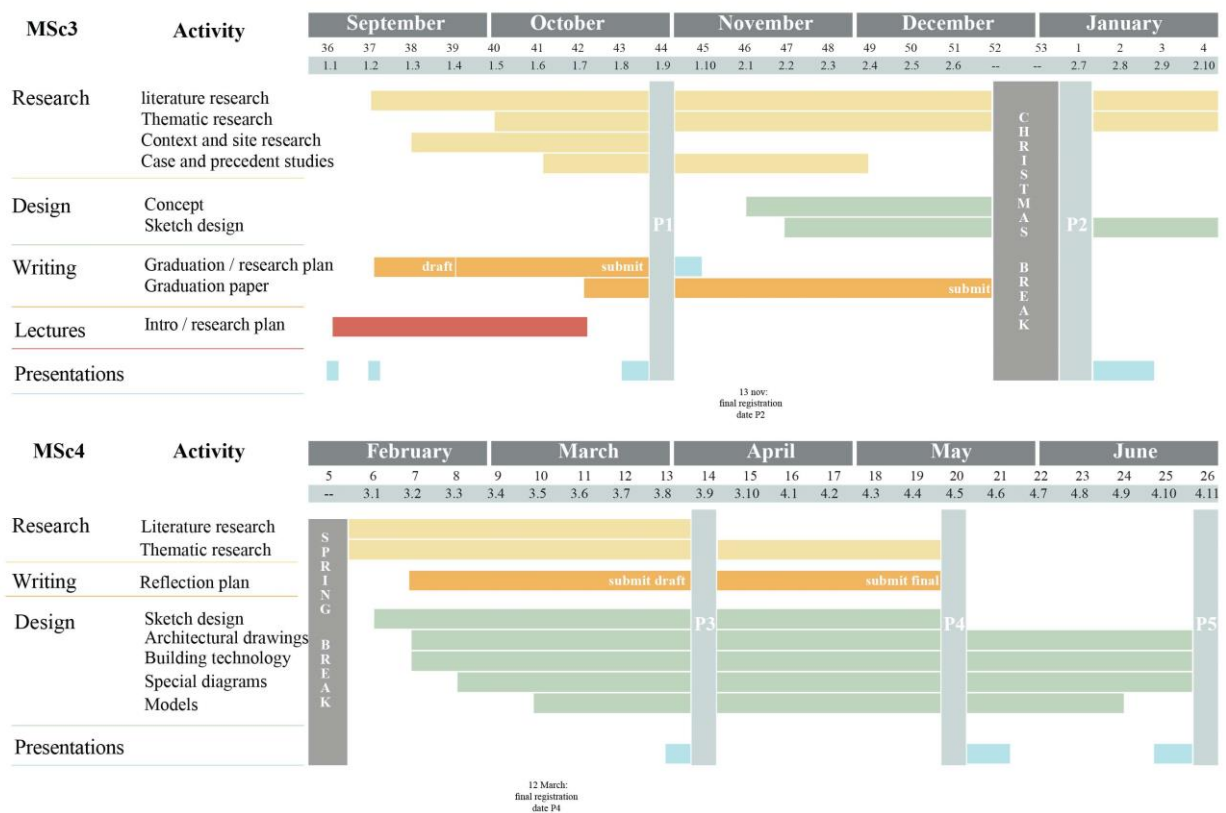 MSc3 Activity September October November December January
36 37 38 39 40 41 42 43 44 45 46 47 48 49 50 51 52 53 1 2 3 4
1.1 1.2 1.3 1.4 1.5 1.6 1.7 1.8 1.9 1.10 2.1 2.2 2.3 2.4 2.5 2.6 -- -- 2.7 2.8 2.9 2.10
Research literature research
Thematic research
Context and site research
Case and precedent studies
Design Concept
Sketch design
P1
CHRISTMAS BREAK
P2
Writing Graduation / research plan draft submit
Graduation paper submit
Lectures Intro / research plan
Presentations
13 nov:
final registration
date P2
MSc4 Activity February March April May June
5 6 7 8 9 10 11 12 13 14 15 16 17 18 19 20 21 22 23 24 25 26
-- 3.1 3.2 3.3 3.4 3.5 3.6 3.7 3.8 3.9 3.10 4.1 4.2 4.3 4.4 4.5 4.6 4.7 4.8 4.9 4.10 4.11
SPRING BREAK
Research Literature research
Thematic research
Writing Reflection plan submit draft submit final
Design Sketch design
P3 P4 P5
Architectural drawings
Building technology
Special diagrams
Models
Presentations
12 March:
final registration
date P4